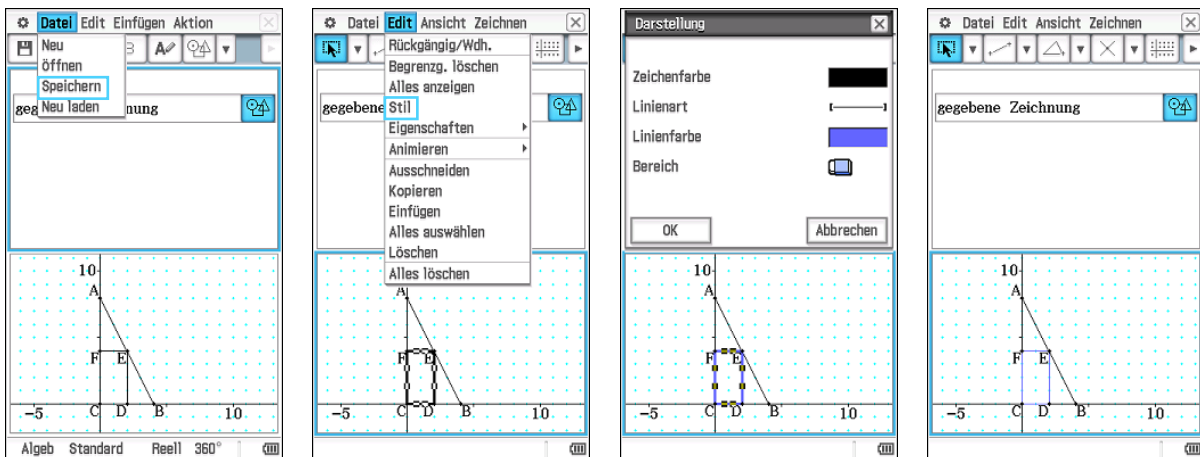 Datei Edit Einfügen Aktion
Neu
öffnen
Speichern
Neu laden
nung
10
A
F E
-5 C D B 10
Algeb Standard Reell 360°
Datei Edit Ansicht Zeichnen
Rückgängig/Wdh.
Begrenzg. löschen
Alles anzeigen
Stil
Eigenschaften
Animieren
Ausschneiden
Kopieren
Einfügen
Alles auswählen
Löschen
Alles löschen
gegebene
A
F E
-5 C D B 10
Darstellung
Zeichenfarbe
Linienart
Linienfarbe
Bereich
OK Abbrechen
10
A
F E
-5 C D B 10
Datei Edit Ansicht Zeichnen
gegebene Zeichnung
10
A
F E
-5 C D B 10